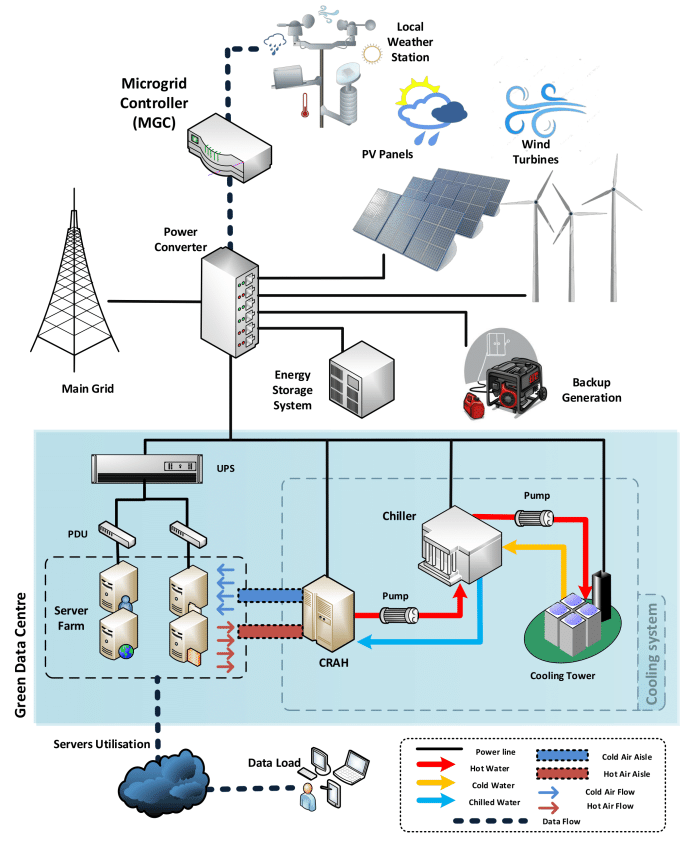 Local
Weather
Station
Microgrid
Controller
(MGC)
PV Panels
Wind
Turbines
Power
Converter
Main Grid
Energy
Storage
System
Backup
Generation
UPS
PDU
Chiller
Pump
Server
Farm
Pump
CRAH
Cooling Tower
Cooling system
Green Data Centre
Servers Utilisation
Data Load
Power line
Hot Water
Cold Water
Chilled Water
Data Flow
Cold Air Aisle
Hot Air Aisle
Cold Air Flow
Hot Air Flow